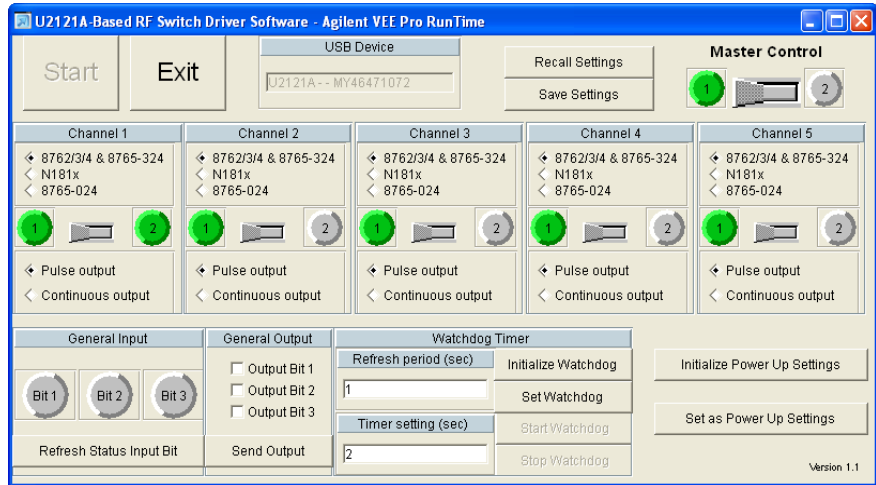 U2121A-Based RF Switch Driver Software - Agilent VEE Pro RunTime
Start
Exit
USB Device
U2121A-- MY46471072
Recall Settings
Save Settings
Master Control
1
2
Channel 1
8762/3/4 & 8765-324
N181x
8765-024
1
2
Pulse output
Continuous output
Channel 2
8762/3/4 & 8765-324
N181x
8765-024
1
2
Pulse output
Continuous output
Channel 3
8762/3/4 & 8765-324
N181x
8765-024
1
2
Pulse output
Continuous output
Channel 4
8762/3/4 & 8765-324
N181x
8765-024
1
2
Pulse output
Continuous output
Channel 5
8762/3/4 & 8765-324
N181x
8765-024
1
2
Pulse output
Continuous output
General Input
Bit 1
Bit 2
Bit 3
Refresh Status Input Bit
General Output
Output Bit 1
Output Bit 2
Output Bit 3
Send Output
Watchdog Timer
Refresh period (sec)
1
Timer setting (sec)
2
Initialize Watchdog
Set Watchdog
Start Watchdog
Stop Watchdog
Initialize Power Up Settings
Set as Power Up Settings
Version 1.1